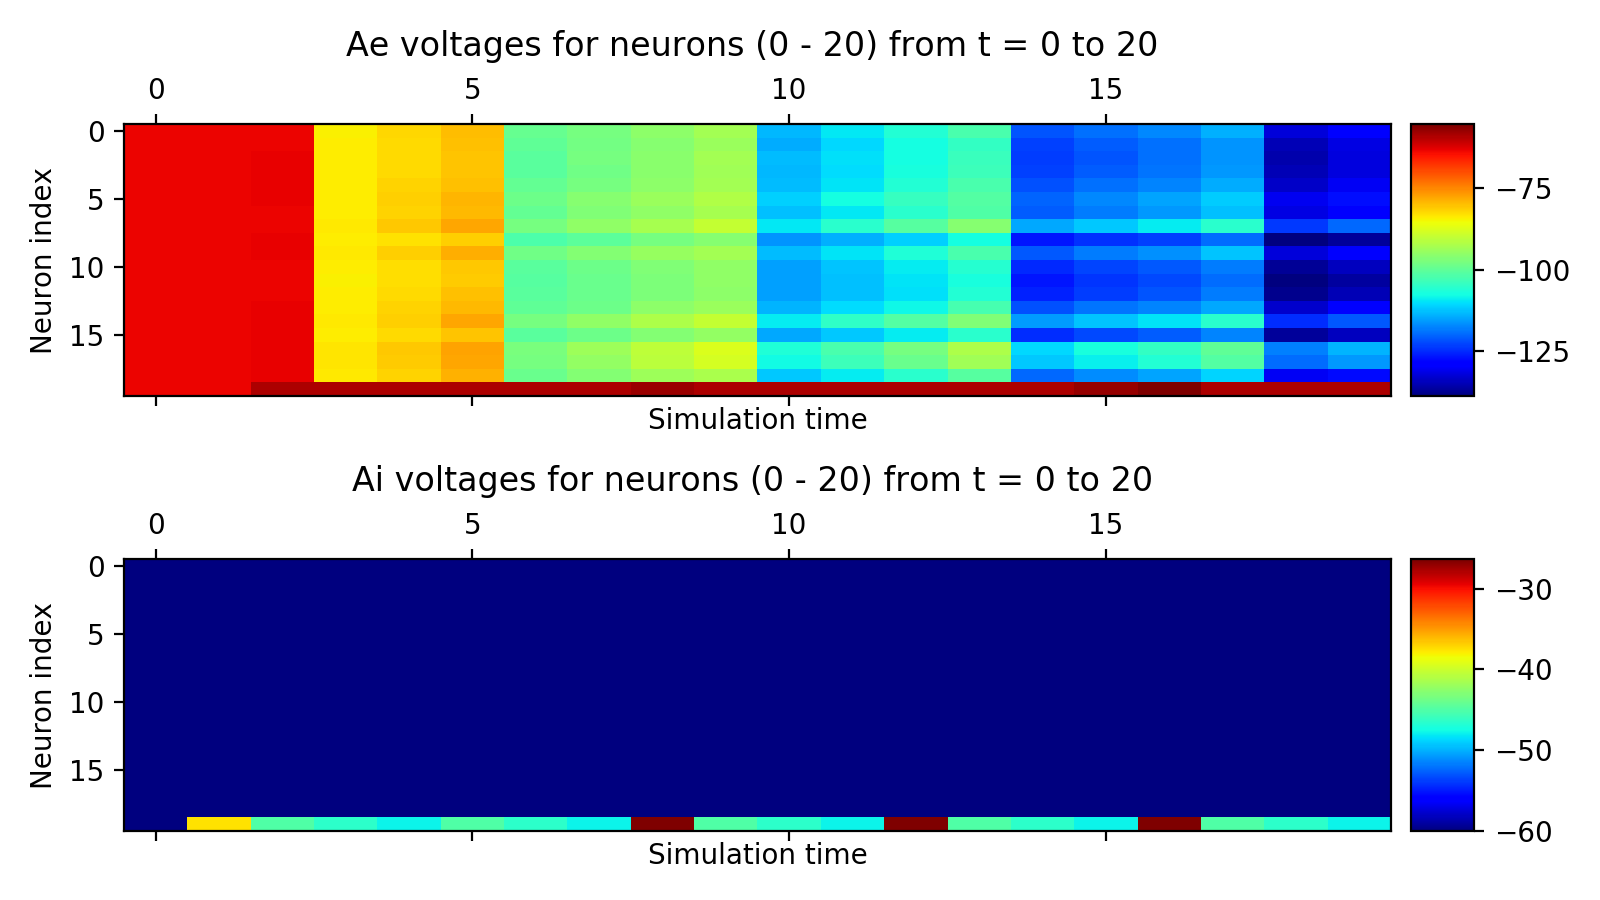 Ae voltages for neurons (0 - 20) from t = 0 to 20
0 5 10 15
Neuron index
0
5
10
15
−75
−100
−125
Simulation time
Ai voltages for neurons (0 - 20) from t = 0 to 20
0 5 10 15
Neuron index
0
5
10
15
−30
−40
−50
−60
Simulation time